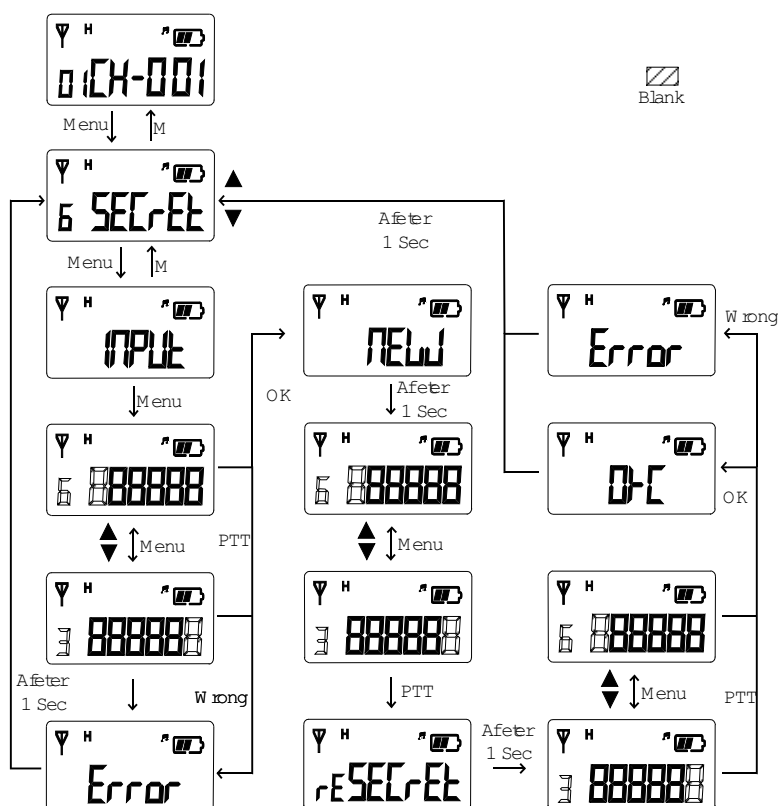 H
01CH-001
Blank
Menu
M
H
6 SECrEt
Afeter
1 Sec
Menu
M
H
INPUt
H
NEW
H
Error
Wrong
Menu
OK
Afeter
1 Sec
H
6 888888
H
6 888888
H
OK
OK
Menu
PTT
Menu
H
3 888888
H
3 888888
H
6 888888
Afeter
1 Sec
Wrong
PTT
Menu
PTT
H
Error
H
rESECrEt
Afeter
1 Sec
H
3 888888